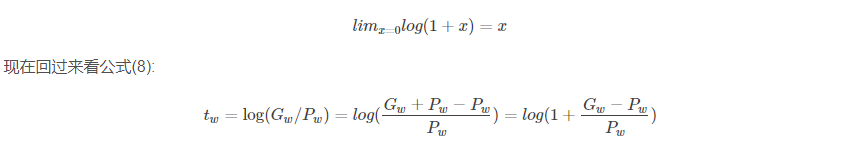 lim_{x=0}log(1 + x) = x
现在回过来看公式(8):
t_w = log(G_w/P_w) = log(\frac{G_w + P_w − P_w}{P_w}) = log(1 + \frac{G_w − P_w}{P_w})